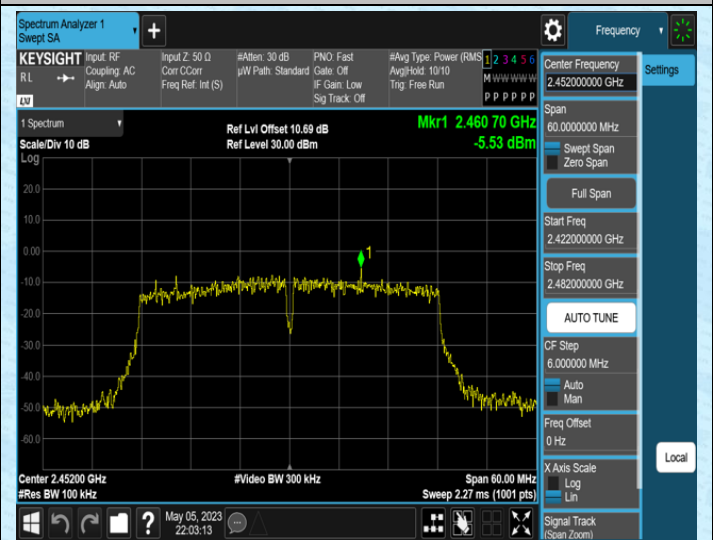 Spectrum Analyzer 1
Swept SA
+
Frequency
KEYSIGHT
RL
LXI
Input: RF
Coupling: AC
Align: Auto
Input Z: 50 Ω
Corr CCorr
Freq Ref: Int (S)
#Atten: 30 dB
µW Path: Standard
PNO: Fast
Gate: Off
IF Gain: Low
Sig Track: Off
#Avg Type: Power (RMS
Avg|Hold: 10/10
Trig: Free Run
1 2 3 4 5 6
M W W W W W
P P P P P P
1 Spectrum
Scale/Div 10 dB
Log
Ref Lvl Offset 10.69 dB
Ref Level 30.00 dBm
Mkr1 2.460 70 GHz
-5.53 dBm
20.0
10.0
0.00
-10.0
-20.0
-30.0
-40.0
-50.0
-60.0
1
Center 2.45200 GHz
#Res BW 100 kHz
#Video BW 300 kHz
Span 60.00 MHz
Sweep 2.27 ms (1001 pts)
?
May 05, 2023
22:03:13
Center Frequency
2.452000000 GHz
Span
60.0000000 MHz
Swept Span
Zero Span
Full Span
Start Freq
2.422000000 GHz
Stop Freq
2.482000000 GHz
AUTO TUNE
CF Step
6.000000 MHz
Auto
Man
Freq Offset
0 Hz
X Axis Scale
Log
Lin
Signal Track
(Span Zoom)
Settings
Local